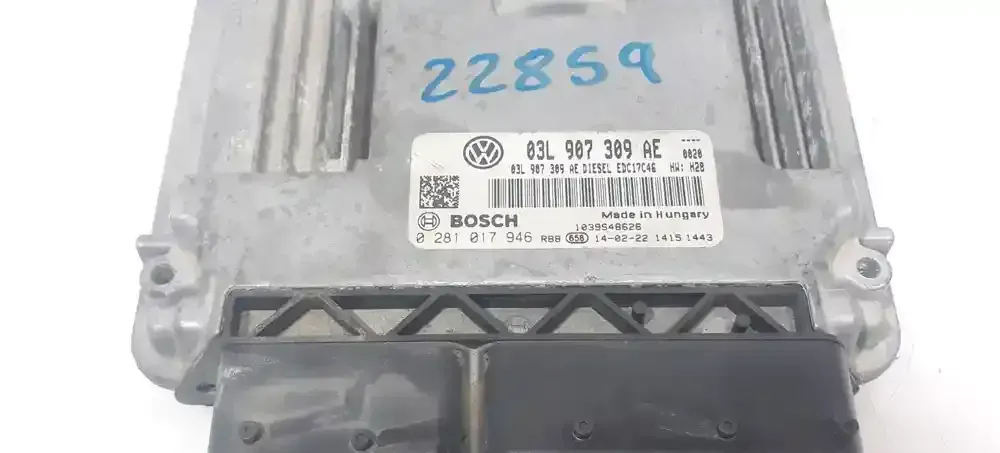 22859
03L 907 309 AE
----
0020
03L 907 309 AE DIESEL EDC17C46 HW: H28
BOSCH
Made in Hungary
1039S48626
0 281 017 946 RBB 658 14-02-22 1415 1443